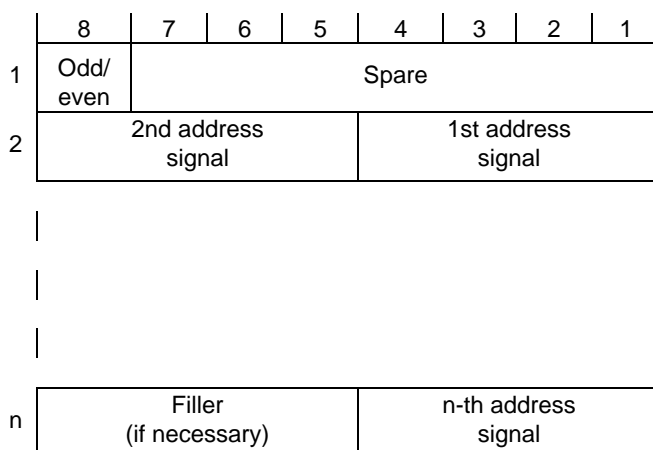 8 7 6 5 4 3 2 1
1 Odd/ Spare
even
2 2nd address 1st address
signal signal
n Filler n-th address
(if necessary) signal